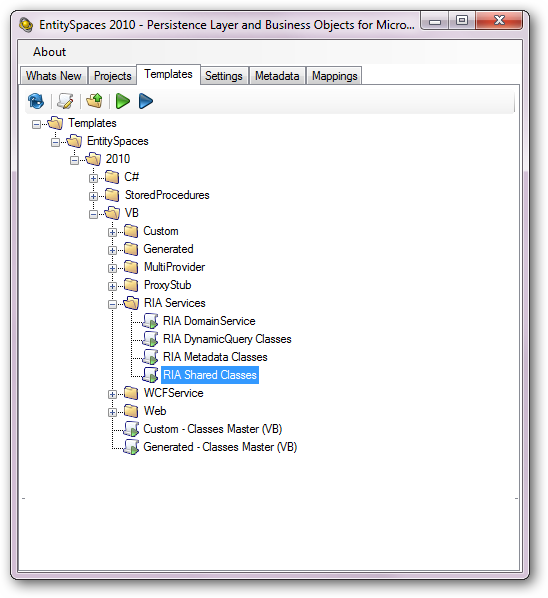 EntitySpaces 2010 - Persistence Layer and Business Objects for Micro...
About
Whats New Projects Templates Settings Metadata Mappings
Templates
EntitySpaces
2010
C#
StoredProcedures
VB
Custom
Generated
MultiProvider
ProxyStub
RIA Services
RIA DomainService
RIA DynamicQuery Classes
RIA Metadata Classes
RIA Shared Classes
WCFService
Web
Custom - Classes Master (VB)
Generated - Classes Master (VB)